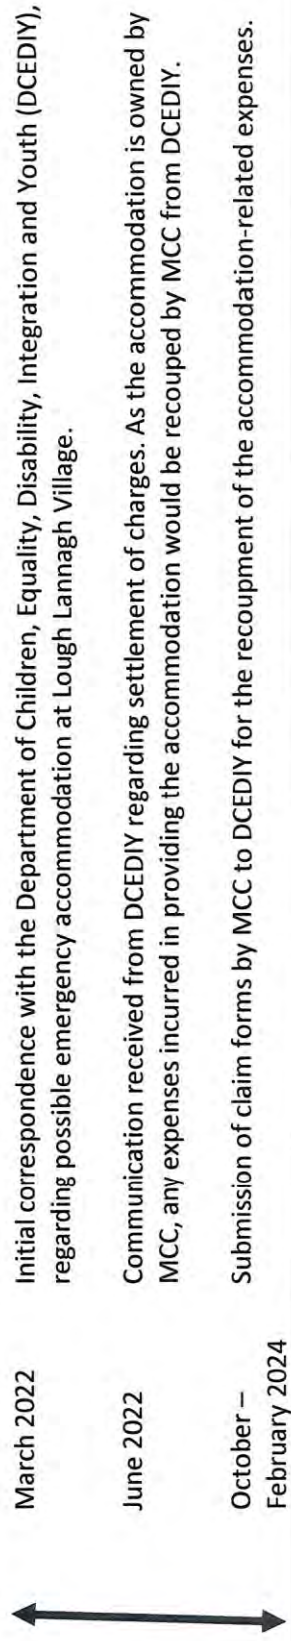 March 2022
Initial correspondence with the Department of Children, Equality, Disability, Integration and Youth (DCEDIY),
regarding possible emergency accommodation at Lough Lannagh Village.
June 2022
Communication received from DCEDIY regarding settlement of charges. As the accommodation is owned by
MCC, any expenses incurred in providing the accommodation would be recouped by MCC from DCEDIY.
October –
February 2024
Submission of claim forms by MCC to DCEDIY for the recoupment of the accommodation-related expenses.